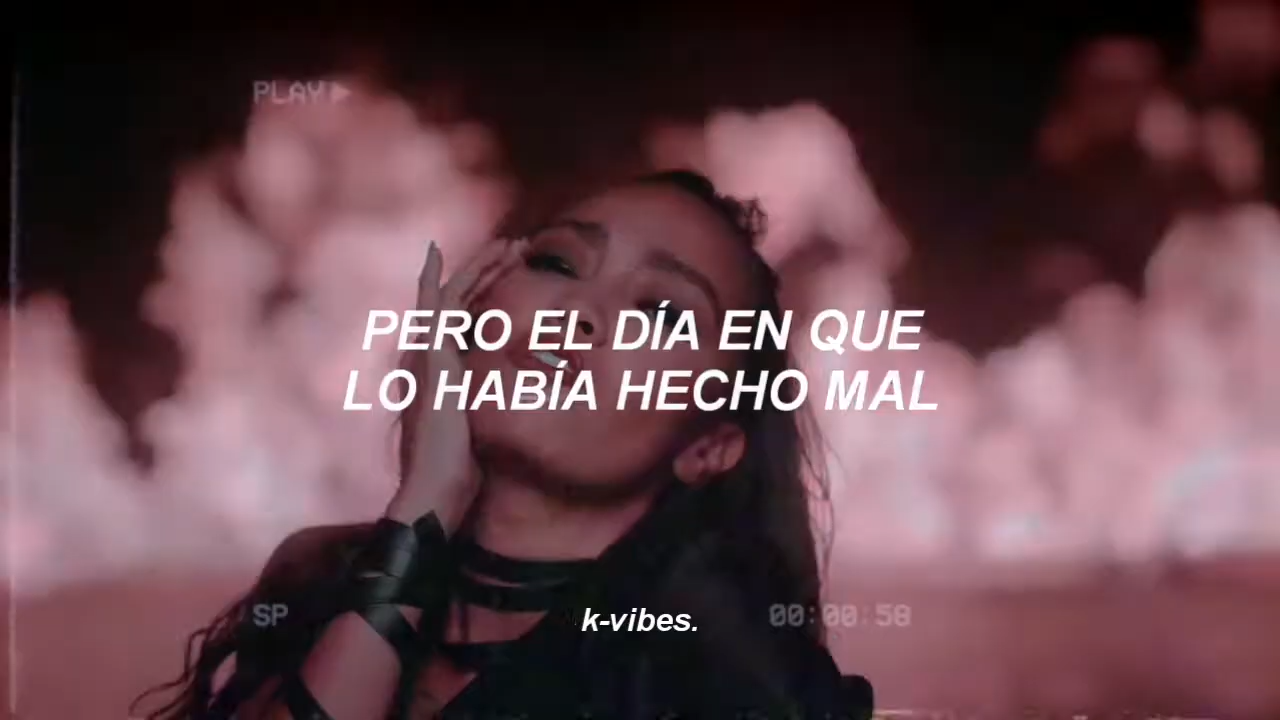 PLAY
PERO EL DÍA EN QUE
LO HABÍA HECHO MAL
SP
k-vibes.
00:00:58